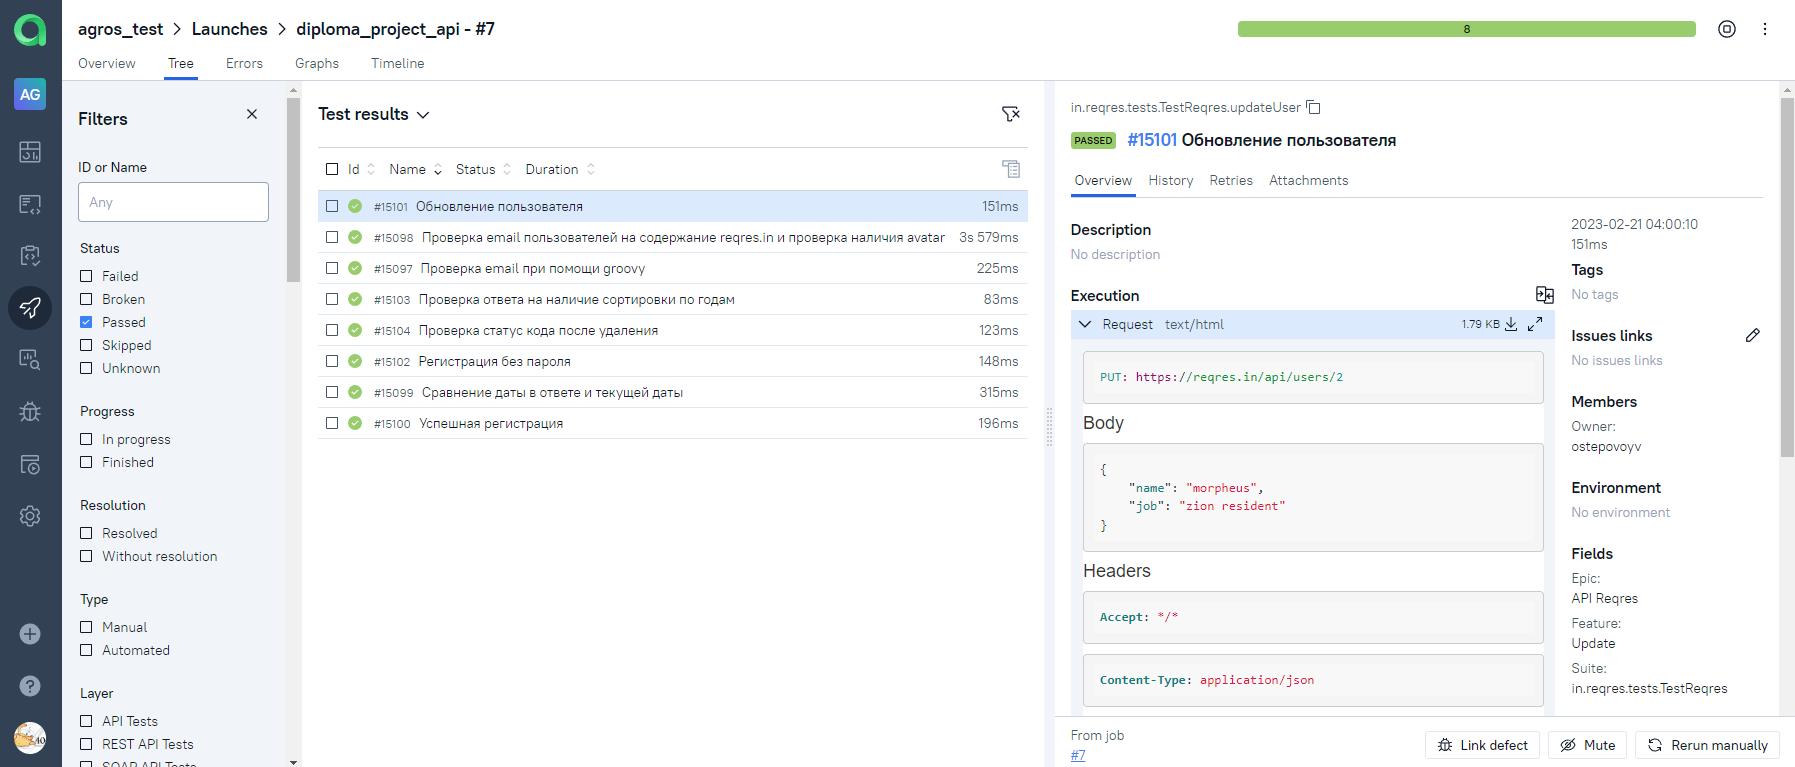 agros_test > Launches > diploma_project_api - #7
8
Overview Tree Errors Graphs Timeline
AG
Filters
ID or Name
Any
Status
Failed
Broken
Passed
Skipped
Unknown
Progress
In progress
Finished
Resolution
Resolved
Without resolution
Type
Manual
Automated
Layer
API Tests
REST API Tests
SOAP API Tests
Test results
Id Name Status Duration
#15101 Обновление пользователя 151ms
#15098 Проверка email пользователей на содержание reqres.in и проверка наличия avatar 3s 579ms
#15097 Проверка email при помощи groovy 225ms
#15103 Проверка ответа на наличие сортировки по годам 83ms
#15104 Проверка статус кода после удаления 123ms
#15102 Регистрация без пароля 148ms
#15099 Сравнение даты в ответе и текущей даты 315ms
#15100 Успешная регистрация 196ms
in.reqres.tests.TestReqres.updateUser
PASSED #15101 Обновление пользователя
Overview History Retries Attachments
Description
No description
Execution
Request text/html 1.79 KB
PUT: https://reqres.in/api/users/2
Body
{
"name": "morpheus",
"job": "zion resident"
}
Headers
Accept: */*
Content-Type: application/json
2023-02-21 04:00:10
151ms
Tags
No tags
Issues links
No issues links
Members
Owner:
ostepovoyv
Environment
No environment
Fields
Epic:
API Reqres
Feature:
Update
Suite:
in.reqres.tests.TestReqres
From job
#7
Link defect Mute Rerun manually